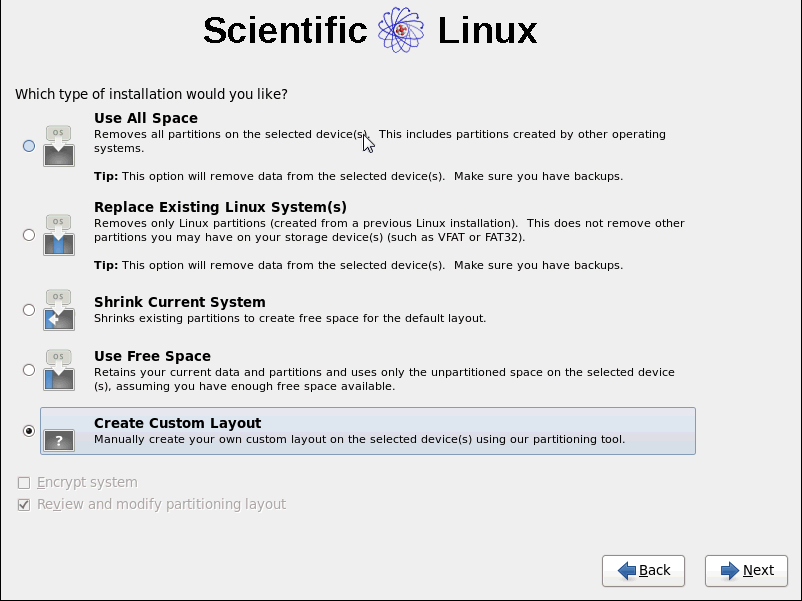 Scientific Linux
Which type of installation would you like?
Use All Space
Removes all partitions on the selected device(s).  This includes partitions created by other operating
systems.
Tip: This option will remove data from the selected device(s).  Make sure you have backups.
Replace Existing Linux System(s)
Removes only Linux partitions (created from a previous Linux installation).  This does not remove other
partitions you may have on your storage device(s) (such as VFAT or FAT32).
Tip: This option will remove data from the selected device(s).  Make sure you have backups.
Shrink Current System
Shrinks existing partitions to create free space for the default layout.
Use Free Space
Retains your current data and partitions and uses only the unpartitioned space on the selected device
(s), assuming you have enough free space available.
Create Custom Layout
Manually create your own custom layout on the selected device(s) using our partitioning tool.
Encrypt system
Review and modify partitioning layout
Back
Next
OS
OS
OS
OS
?